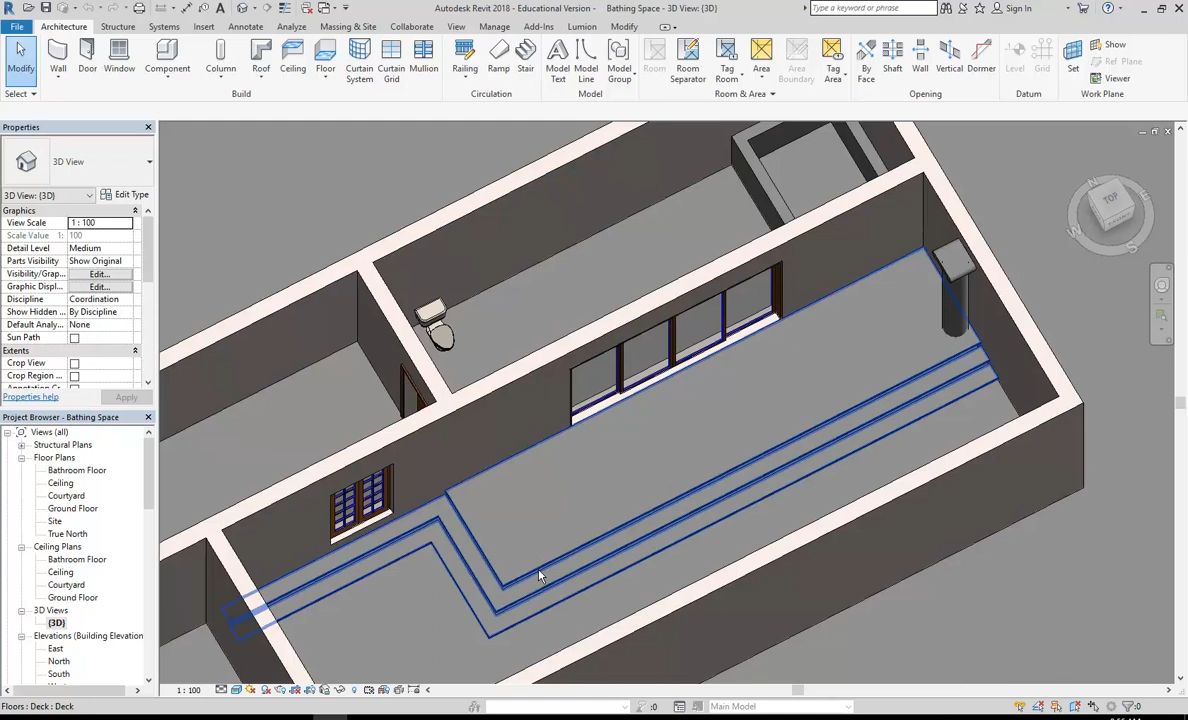 Autodesk Revit 2018 - Educational Version - Bathing Space - 3D View: {3D}
Type a keyword or phrase
Sign In
File Architecture Structure Systems Insert Annotate Analyze Massing & Site Collaborate View Manage Add-Ins Lumion Modify
Modify Wall Door Window Component Column Roof Ceiling Floor Curtain System Curtain Grid Mullion Railing Ramp Stair Model Text Model Line Model Group Room Room Separator Tag Room Area Area Boundary Tag Area By Face Shaft Wall Vertical Dormer Level Grid Set Show Ref Plane Viewer
Select Build Circulation Model Room & Area Opening Datum Work Plane
Properties
3D View
3D View: {3D} Edit Type
Graphics
View Scale 1 : 100
Scale Value 1: 100
Detail Level Medium
Parts Visibility Show Original
Visibility/Grap... Edit...
Graphic Displ... Edit...
Discipline Coordination
Show Hidden ... By Discipline
Default Analy... None
Sun Path
Extents
Crop View
Crop Region ...
Properties help Apply
Project Browser - Bathing Space
Views (all)
Structural Plans
Floor Plans
Bathroom Floor
Ceiling
Courtyard
Ground Floor
Site
True North
Ceiling Plans
Bathroom Floor
Ceiling
Courtyard
Ground Floor
3D Views
{3D}
Elevations (Building Elevation
East
North
South
TOP
N
W
S
1 : 100
Floors : Deck : Deck
:0
Main Model
:0